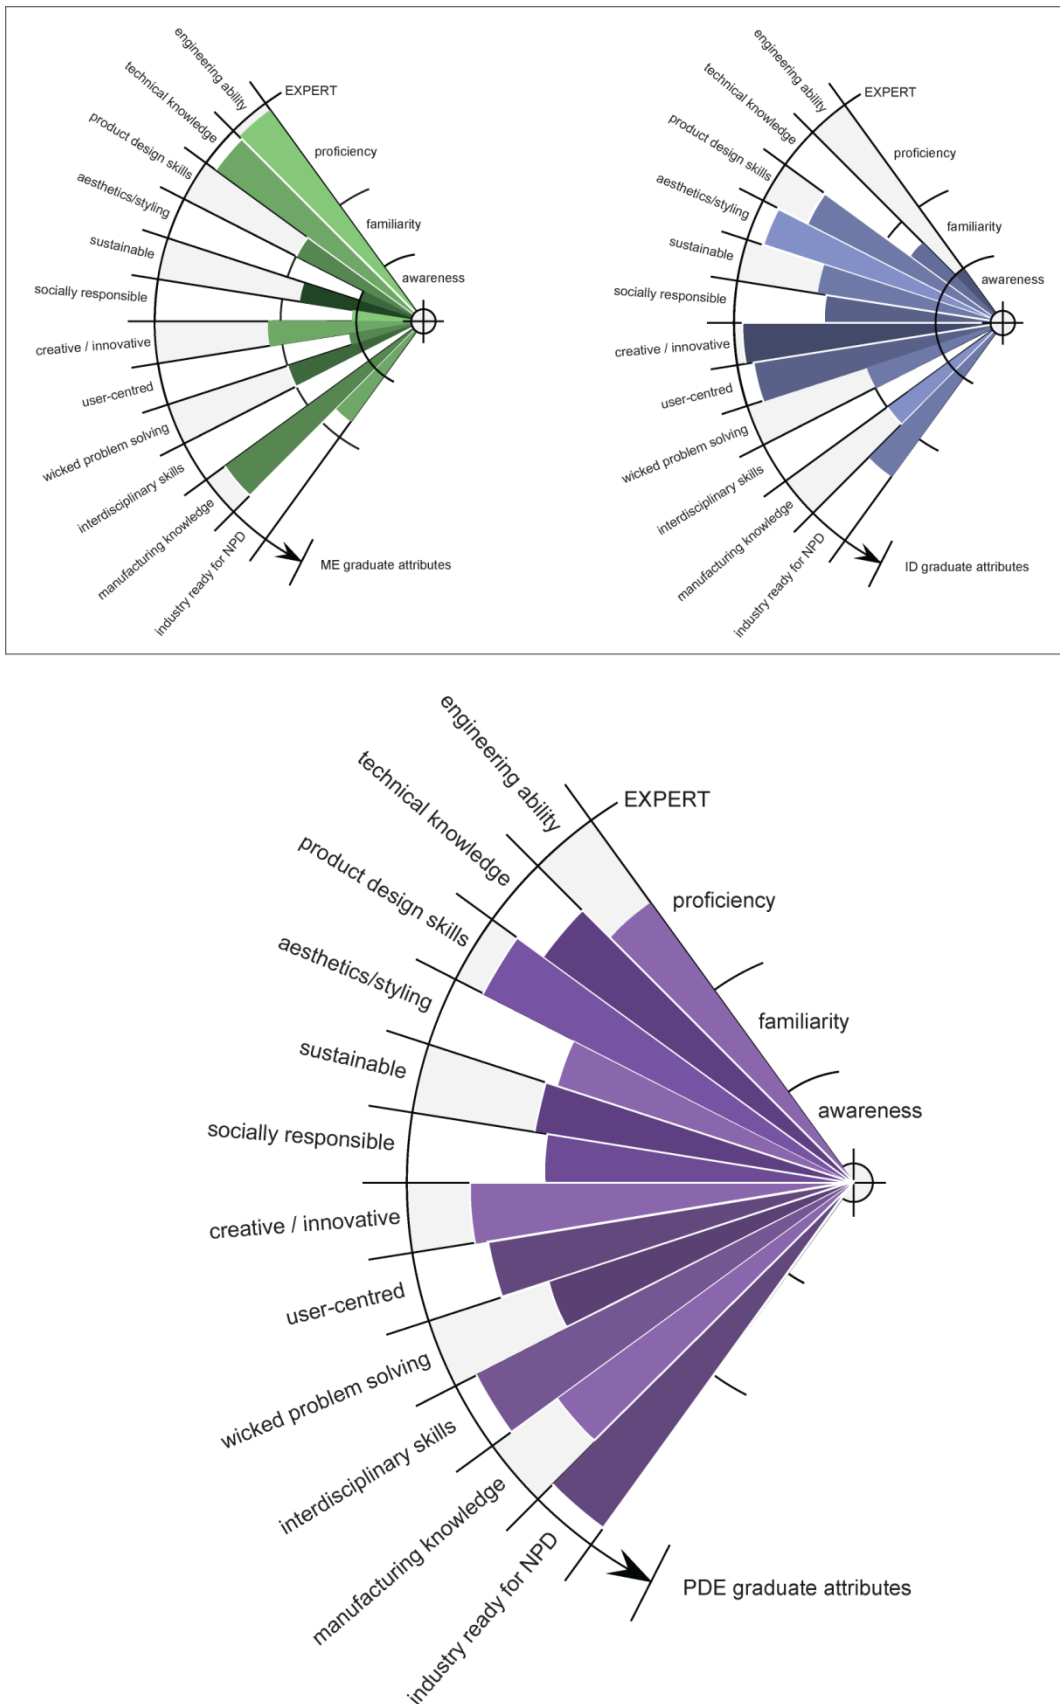 engineering ability
technical knowledge
product design skills
aesthetics/styling
sustainable
socially responsible
creative / innovative
user-centred
wicked problem solving
interdisciplinary skills
manufacturing knowledge
industry ready for NPD
EXPERT
proficiency
familiarity
awareness
ME graduate attributes
engineering ability
technical knowledge
product design skills
aesthetics/styling
sustainable
socially responsible
creative / innovative
user-centred
wicked problem solving
interdisciplinary skills
manufacturing knowledge
industry ready for NPD
EXPERT
proficiency
familiarity
awareness
ID graduate attributes
engineering ability
technical knowledge
product design skills
aesthetics/styling
sustainable
socially responsible
creative / innovative
user-centred
wicked problem solving
interdisciplinary skills
manufacturing knowledge
industry ready for NPD
EXPERT
proficiency
familiarity
awareness
PDE graduate attributes